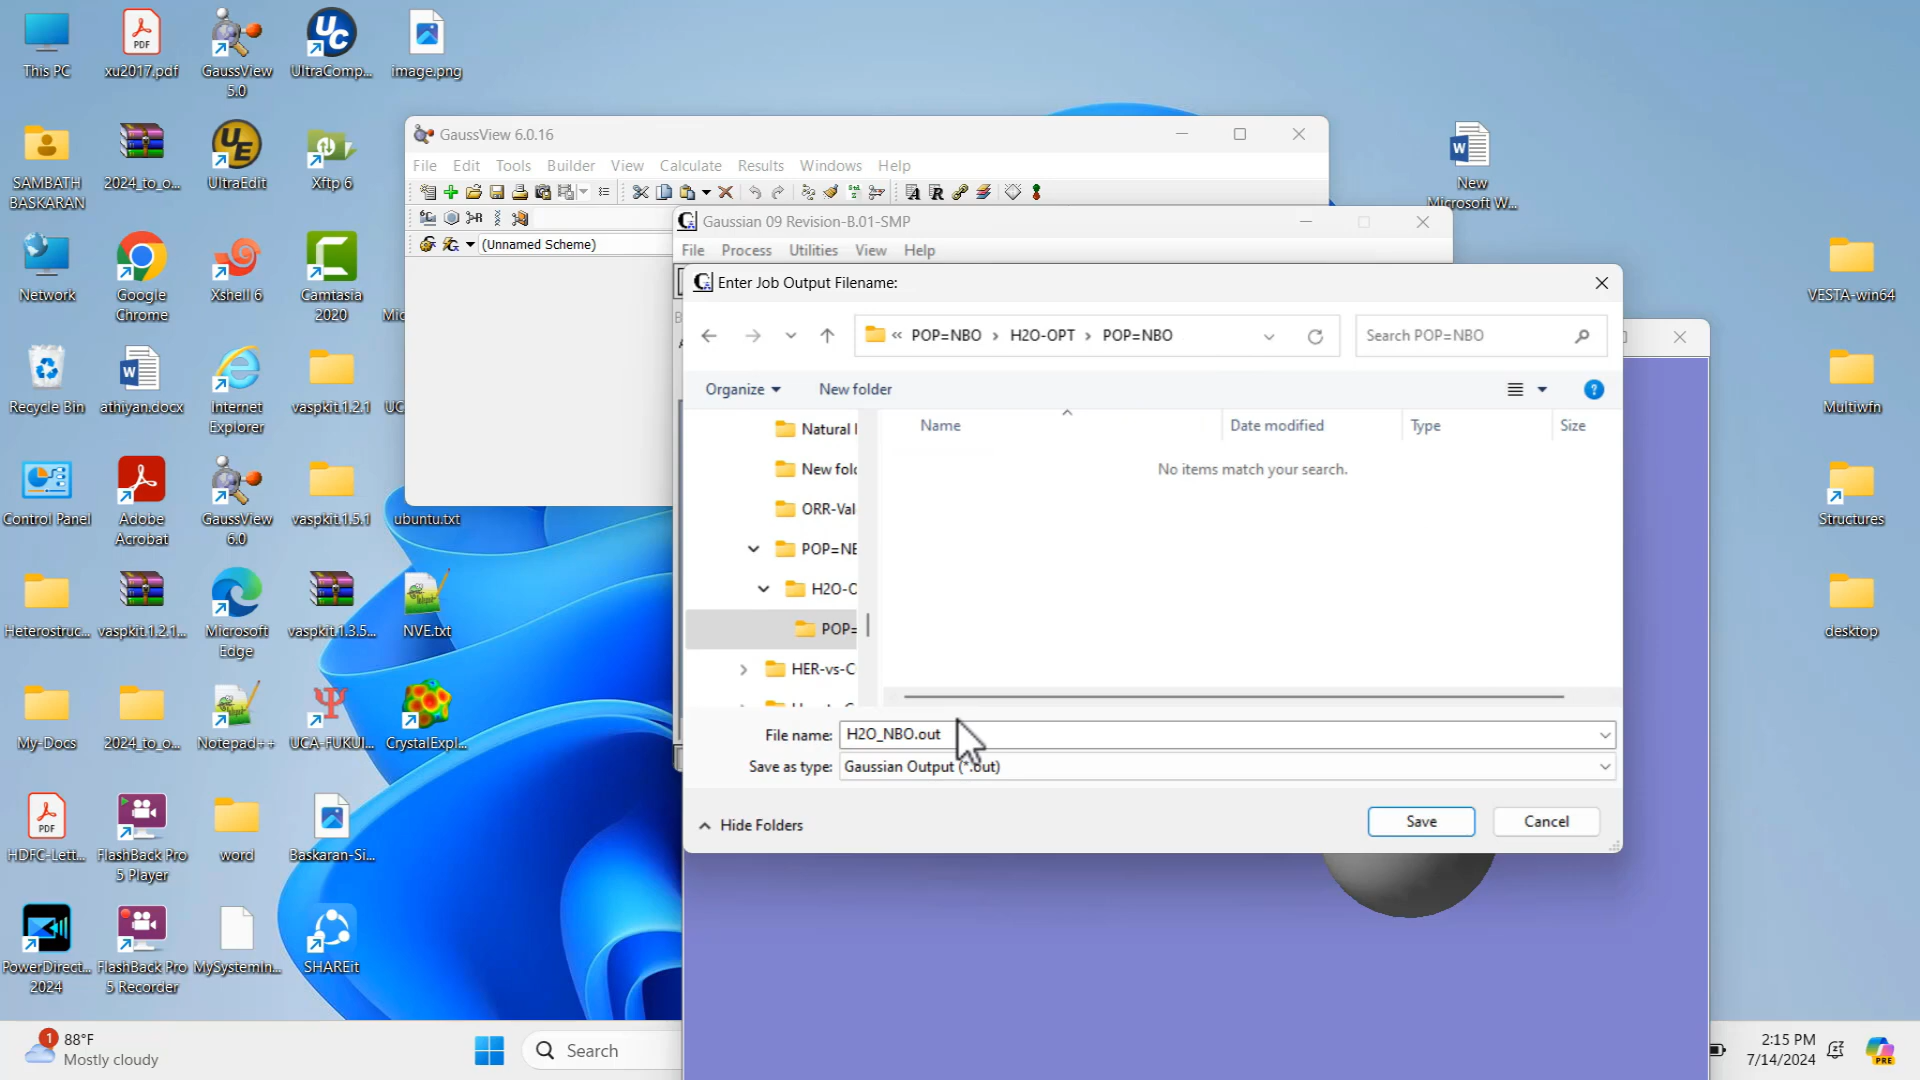 This PC
xu2017.pdf
GaussView
5.0
UltraComp...
image.png
SAMBATH
BASKARAN
2024_to_o...
UltraEdit
Xftp 6
Network
Google
Chrome
Xshell 6
Camtasia
2020
Recycle Bin
athiyan.docx
Internet
Explorer
vaspkit.1.2.1
Control Panel
Adobe
Acrobat
GaussView
6.0
vaspkit.1.5.1
ubuntu.txt
Heterostruc...
vaspkit.1.2.1...
Microsoft
Edge
vaspkit.1.3.5...
NVE.txt
My-Docs
2024_to_o...
Notepad++
UCA-FUKUI...
CrystalExpl...
HDFC-Lett...
FlashBack Pro
5 Player
word
Baskaran-Si...
PowerDirect...
2024
FlashBack Pro
5 Recorder
MySystemin...
SHAREit
GaussView 6.0.16
File Edit Tools Builder View Calculate Results Windows Help
(Unnamed Scheme)
Gaussian 09 Revision-B.01-SMP
File Process Utilities View Help
Enter Job Output Filename:
« POP=NBO > H2O-OPT > POP=NBO
Search POP=NBO
Organize New folder
Name Date modified Type Size
No items match your search.
Natural
New fol
ORR-Val
POP=NE
H2O-O
POP=
HER-vs-C
File name: H2O_NBO.out
Save as type: Gaussian Output (*.out)
Hide Folders
Save Cancel
New
Microsoft W...
VESTA-win64
Multiwfn
Structures
desktop
1
88°F
Mostly cloudy
Search
2:15 PM
7/14/2024
PRE